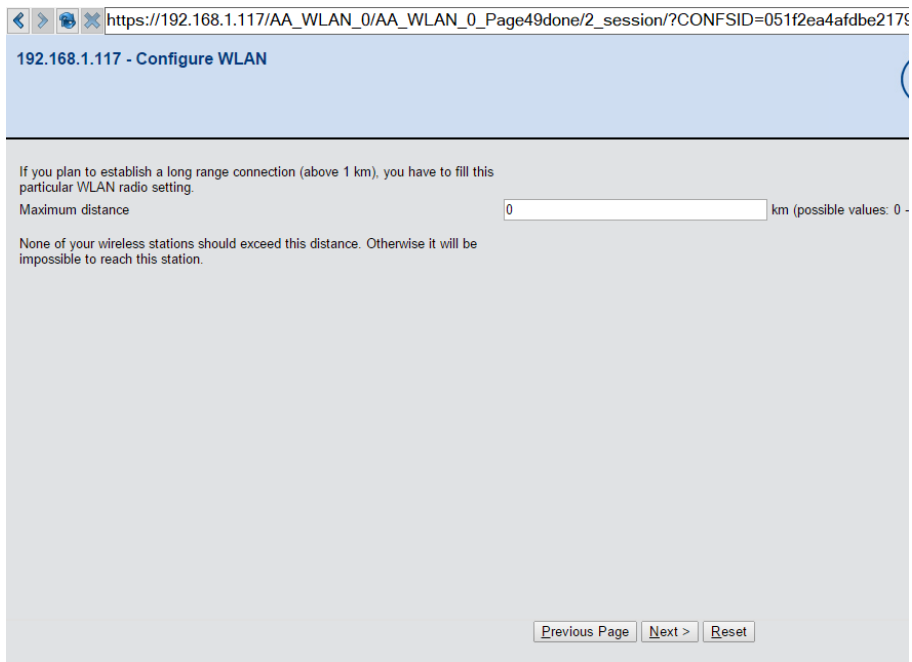 https://192.168.1.117/AA_WLAN_0/AA_WLAN_0_Page49done/2_session/?CONFSID=051f2ea4afdbe2179
192.168.1.117 - Configure WLAN
If you plan to establish a long range connection (above 1 km), you have to fill this
particular WLAN radio setting.
Maximum distance 0 km (possible values: 0 -
None of your wireless stations should exceed this distance. Otherwise it will be
impossible to reach this station.
Previous Page Next > Reset